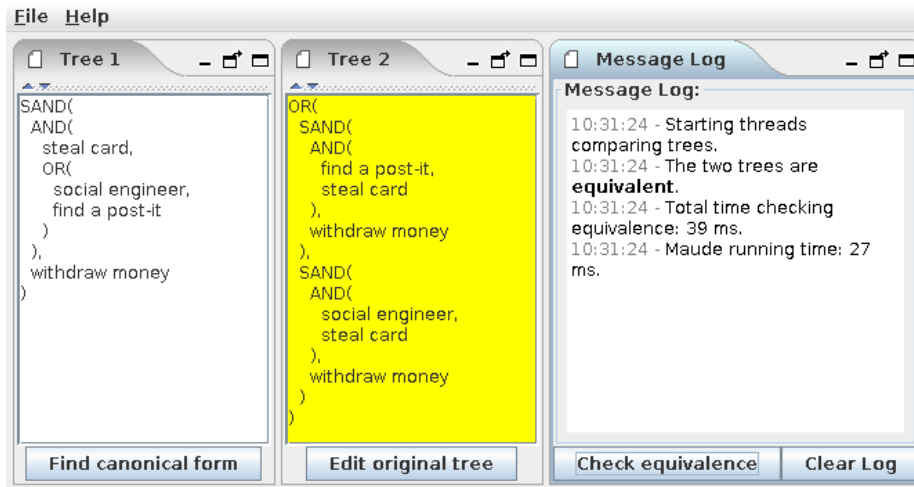 File Help
Tree 1
SAND(
AND(
steal card,
OR(
social engineer,
find a post-it
)
),
withdraw money
)
Find canonical form
Tree 2
OR(
SAND(
AND(
find a post-it,
steal card
),
withdraw money
),
SAND(
AND(
social engineer,
steal card
),
withdraw money
)
)
Edit original tree
Message Log
Message Log:
10:31:24 - Starting threads
comparing trees.
10:31:24 - The two trees are
equivalent.
10:31:24 - Total time checking
equivalence: 39 ms.
10:31:24 - Maude running time: 27
ms.
Check equivalence
Clear Log